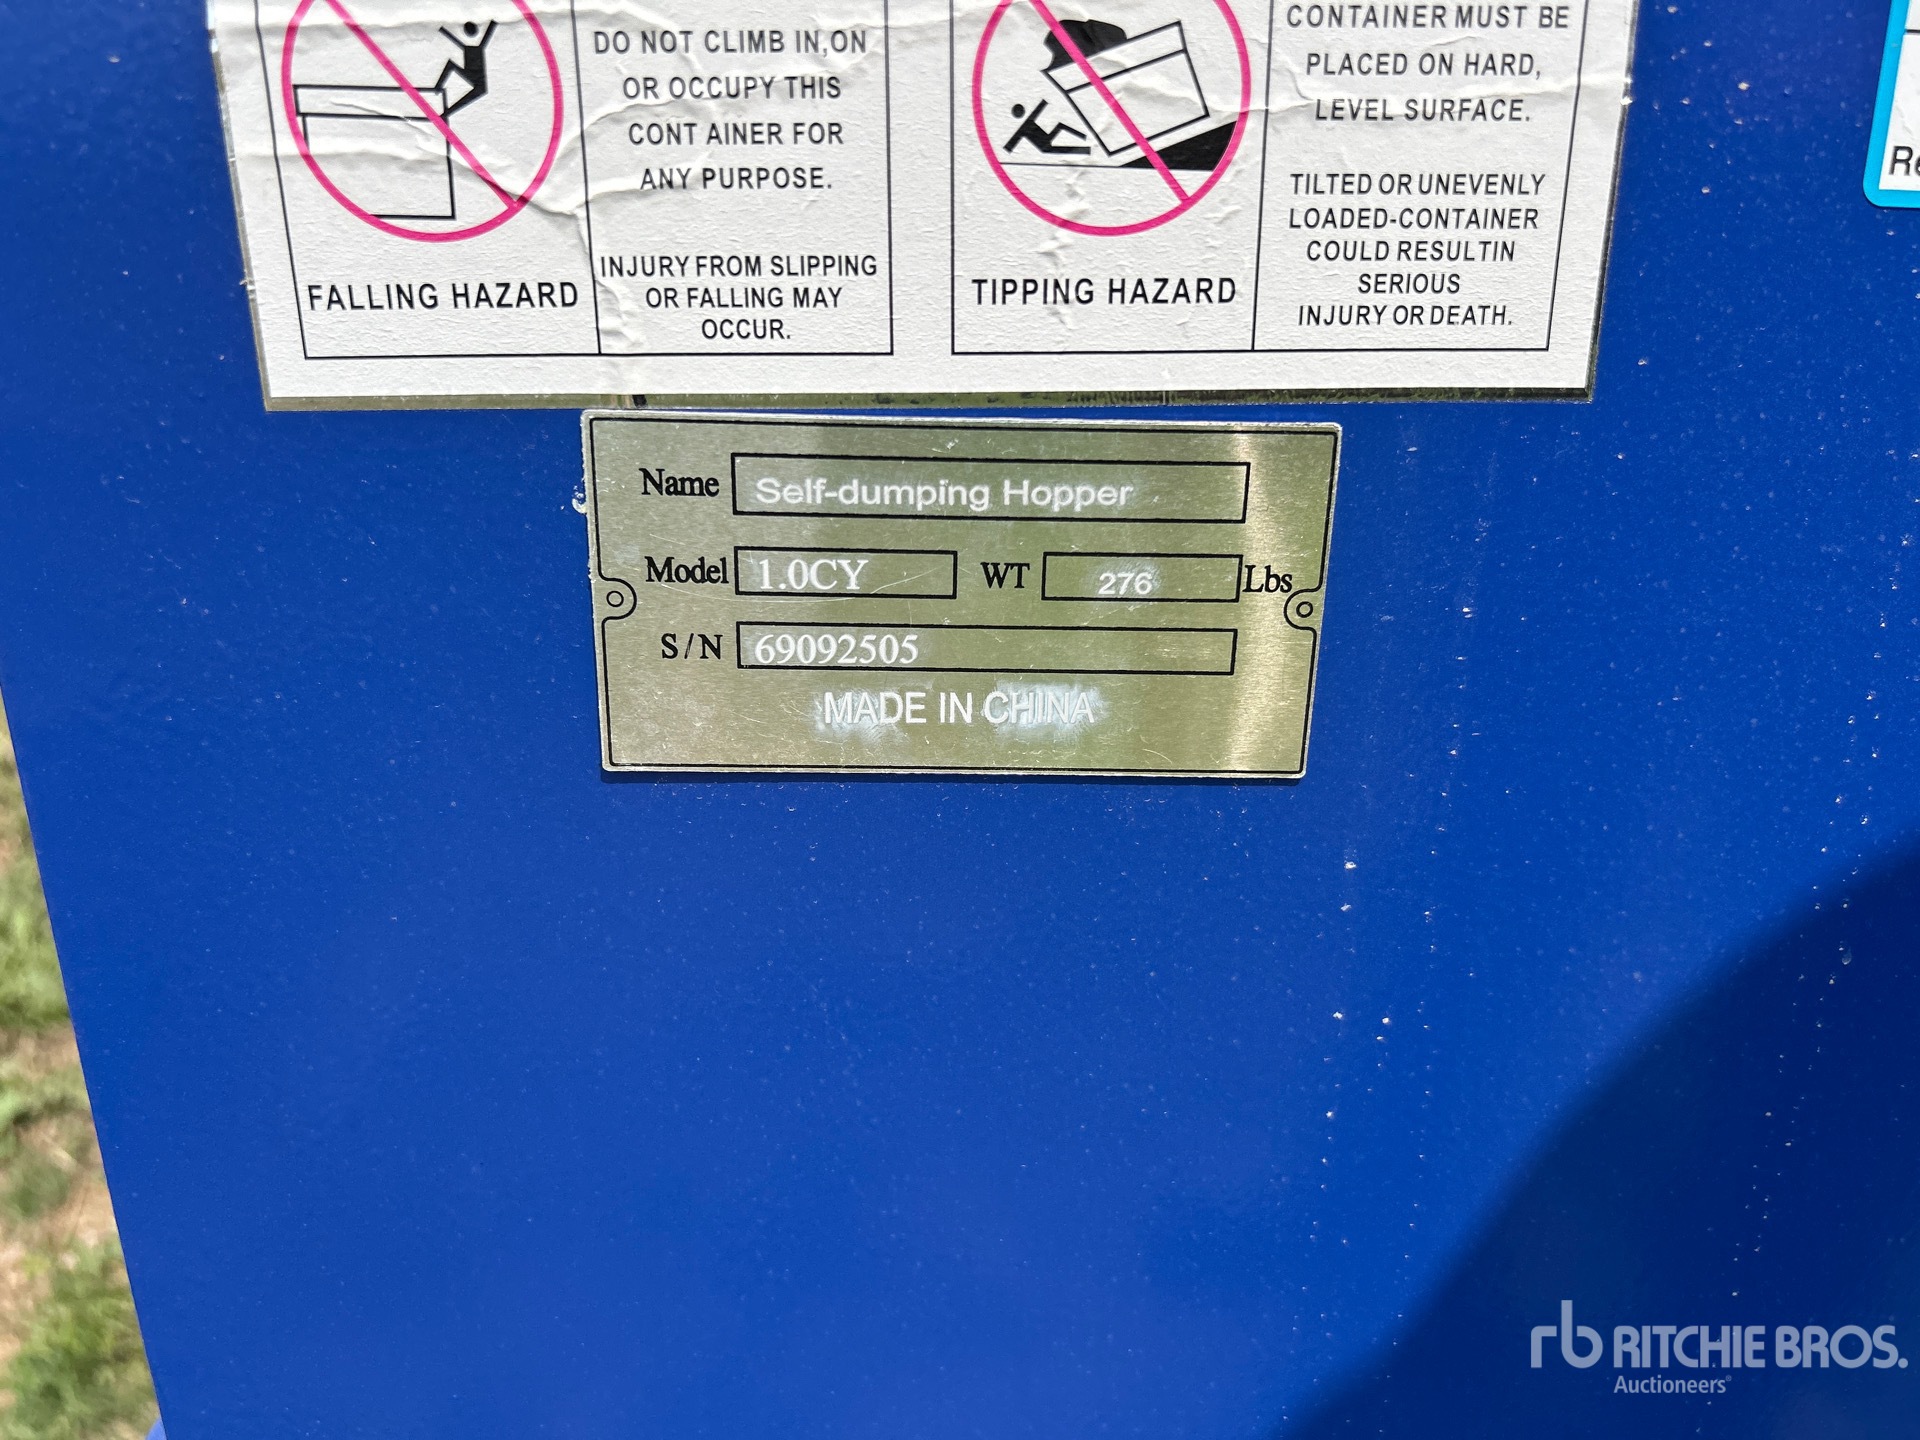 DO NOT CLIMB IN,ON
OR OCCUPY THIS
CONT AINER FOR
ANY PURPOSE.
INJURY FROM SLIPPING
OR FALLING MAY
OCCUR.
FALLING HAZARD
CONTAINER MUST BE
PLACED ON HARD,
LEVEL SURFACE.
TILTED OR UNEVENLY
LOADED-CONTAINER
COULD RESULTIN
SERIOUS
INJURY OR DEATH.
TIPPING HAZARD
Name Self-dumping Hopper
Model 1.0CY WT 276 Lbs
S/N 69092505
MADE IN CHINA
rb RITCHIE BROS.
Auctioneers